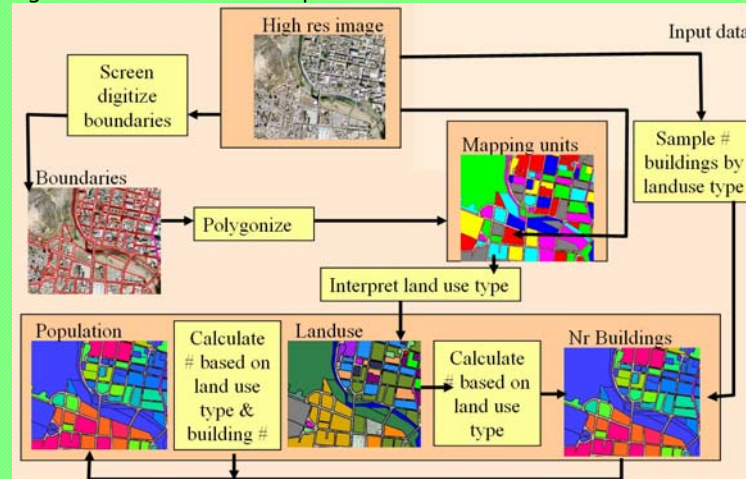 High res image
Input data
Screen
digitize
boundaries
Sample #
buildings by
landuse type
Mapping units
Boundaries
Polygonize
Interpret land use type
Population
Calculate
# based on
land use
type &
building #
Landuse
Calculate
# based on
land use
type
Nr Buildings